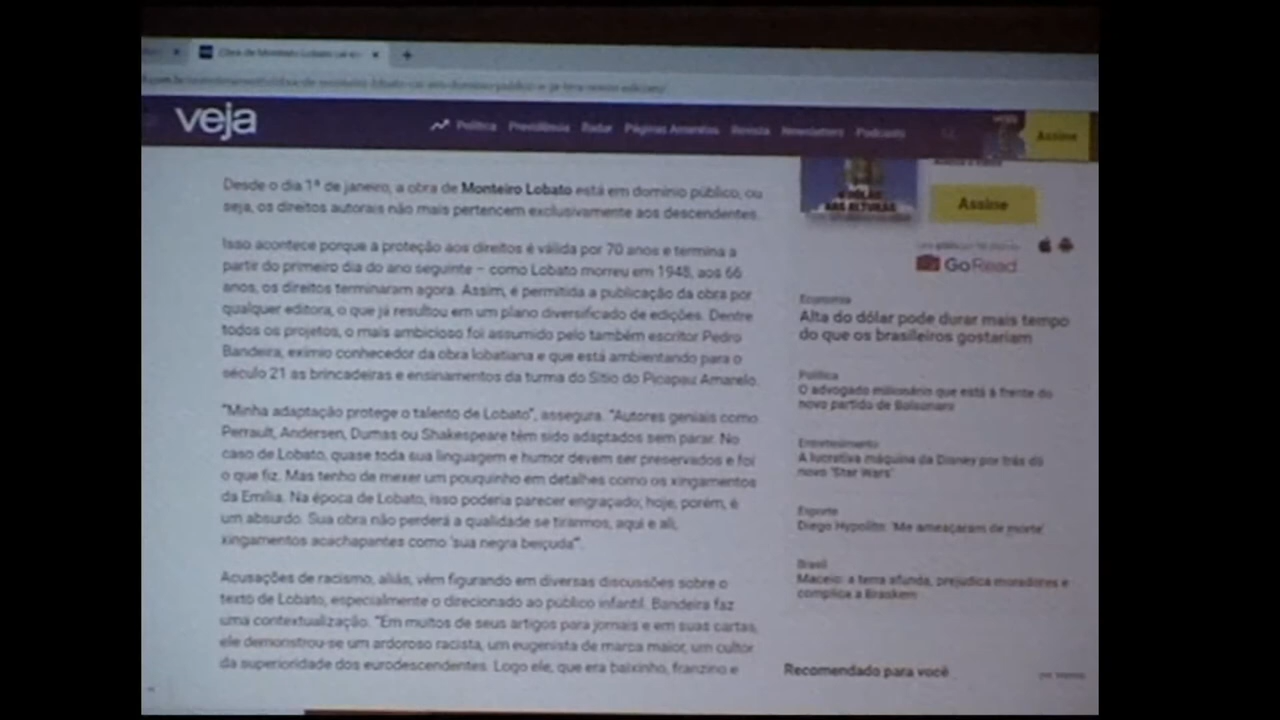 Obra de Monteiro Lobato
veja
Política Previdência Radar Páginas Amarelas Revista Newsletters Podcasts
Assine
Desde o dia 1º de janeiro, a obra de Monteiro Lobato está em domínio público, ou
seja, os direitos autorais não mais pertencem exclusivamente aos descendentes.
Isso acontece porque a proteção aos direitos é válida por 70 anos e termina a
partir do primeiro dia do ano seguinte – como Lobato morreu em 1948, aos 66
anos, os direitos terminaram agora. Assim, é permitida a publicação da obra por
qualquer editora, o que já resultou em um plano diversificado de edições. Dentre
todos os projetos, o mais ambicioso foi assumido pelo também escritor Pedro
Bandeira, exímio conhecedor da obra lobatiana e que está ambientando para o
século 21 as brincadeiras e ensinamentos da turma do Sítio do Picapau Amarelo.
"Minha adaptação protege o talento de Lobato", assegura. "Autores geniais como
Perrault, Andersen, Dumas ou Shakespeare têm sido adaptados sem parar. No
caso de Lobato, quase toda sua linguagem e humor devem ser preservados e foi
o que fiz. Mas tenho de mexer um pouquinho em detalhes como os xingamentos
da Emília. Na época de Lobato, isso poderia parecer engraçado; hoje, porém, é
um absurdo. Sua obra não perderá a qualidade se tirarmos, aqui e ali,
xingamentos acachapantes como 'sua negra beiçuda'".
Acusações de racismo, aliás, vêm figurando em diversas discussões sobre o
texto de Lobato, especialmente o direcionado ao público infantil. Bandeira faz
uma contextualização. "Em muitos de seus artigos para jornais e em suas cartas,
ele demonstrou-se um ardoroso racista, um eugenista de marca maior, um cultor
da superioridade dos eurodescendentes. Logo ele, que era baixinho, franzino e
NAS ALTURAS
Assine
GoRead
Economia
Alta do dólar pode durar mais tempo
do que os brasileiros gostariam
Política
O advogado milionário que está à frente do
novo partido de Bolsonaro
Entretenimento
A lucrativa máquina da Disney por trás do
novo 'Star Wars'
Esporte
Diego Hypolito: 'Me ameaçaram de morte'
Brasil
Maceió: a terra afunda, prejudica moradores e
complica a Braskem
Recomendado para você